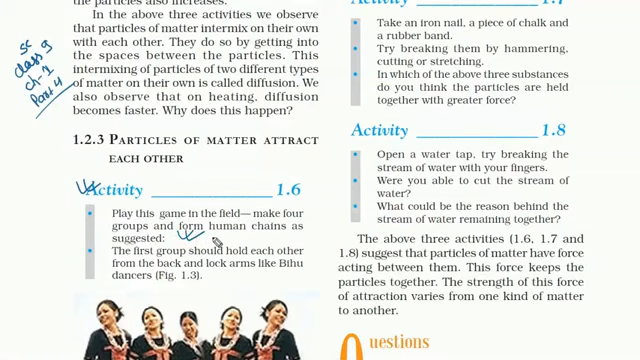 the particles also increases.
In the above three activities we observe
that particles of matter intermix on their own
with each other. They do so by getting into
the spaces between the particles. This
intermixing of particles of two different types
of matter on their own is called diffusion. We
also observe that on heating, diffusion
becomes faster. Why does this happen?
SC
Class 9
Ch-1
Part 4
1.2.3 PARTICLES OF MATTER ATTRACT
EACH OTHER
Activity 1.6
• Play this game in the field— make four
groups and form human chains as
suggested:
• The first group should hold each other
from the back and lock arms like Bihu
dancers (Fig. 1.3).
Activity 1.7
• Take an iron nail, a piece of chalk and
a rubber band.
• Try breaking them by hammering,
cutting or stretching.
• In which of the above three substances
do you think the particles are held
together with greater force?
Activity 1.8
• Open a water tap, try breaking the
stream of water with your fingers.
• Were you able to cut the stream of
water?
• What could be the reason behind the
stream of water remaining together?
The above three activities (1.6, 1.7 and
1.8) suggest that particles of matter have force
acting between them. This force keeps the
particles together. The strength of this force
of attraction varies from one kind of matter
to another.
Questions